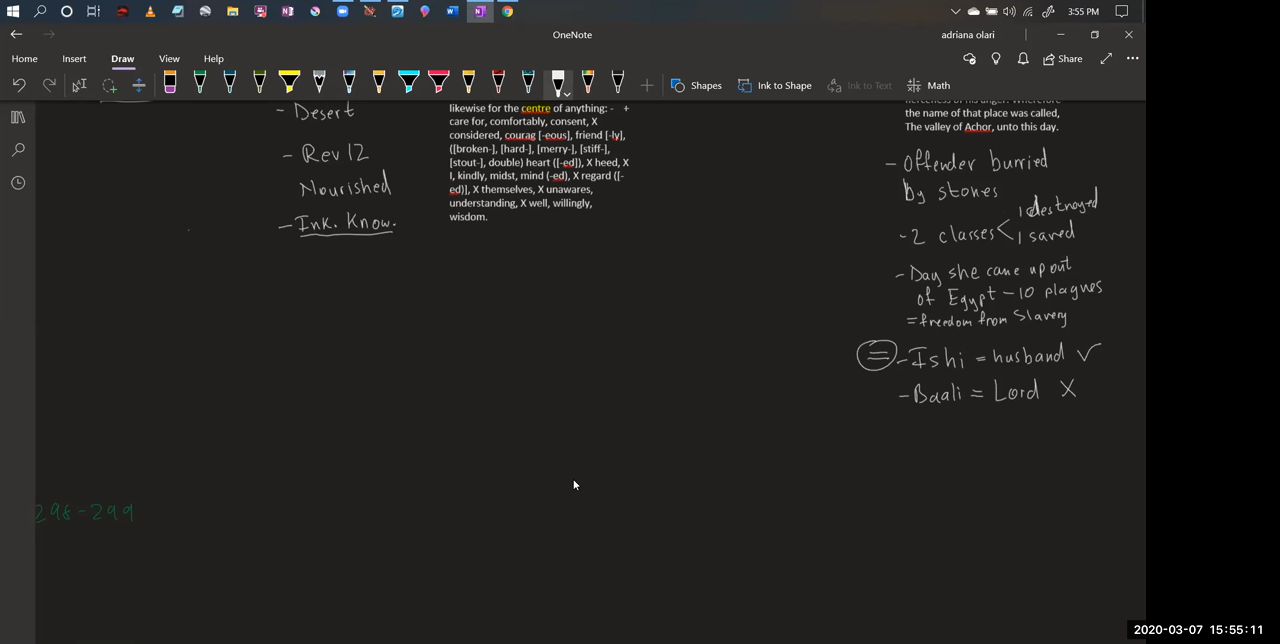 3:55 PM
OneNote
adriana olari
Home Insert Draw View Help
Share
Shapes Ink to Shape Ink to Text Math
- Desert
- Rev 12
Nourished
- Ink. Know.
likewise for the centre of anything: - +
care for, comfortably, consent, X
considered, courag [-eous], friend [-ly],
([broken-], [hard-], [merry-], [stiff-],
[stout-], double) heart ([-ed]), X heed, X
I, kindly, midst, mind (-ed), X regard ([-
ed)], X themselves, X unawares,
understanding, X well, willingly,
wisdom.
the name of that place was called,
The valley of Achor, unto this day.
- Offender burried
by stones
- 2 classes < 1 destroyed
1 saved
- Day she came up out
of Egypt - 10 plagues
= freedom from Slavery
= - Ishi = husband ✓
- Baali = Lord X
298-299
2020-03-07 15:55:11